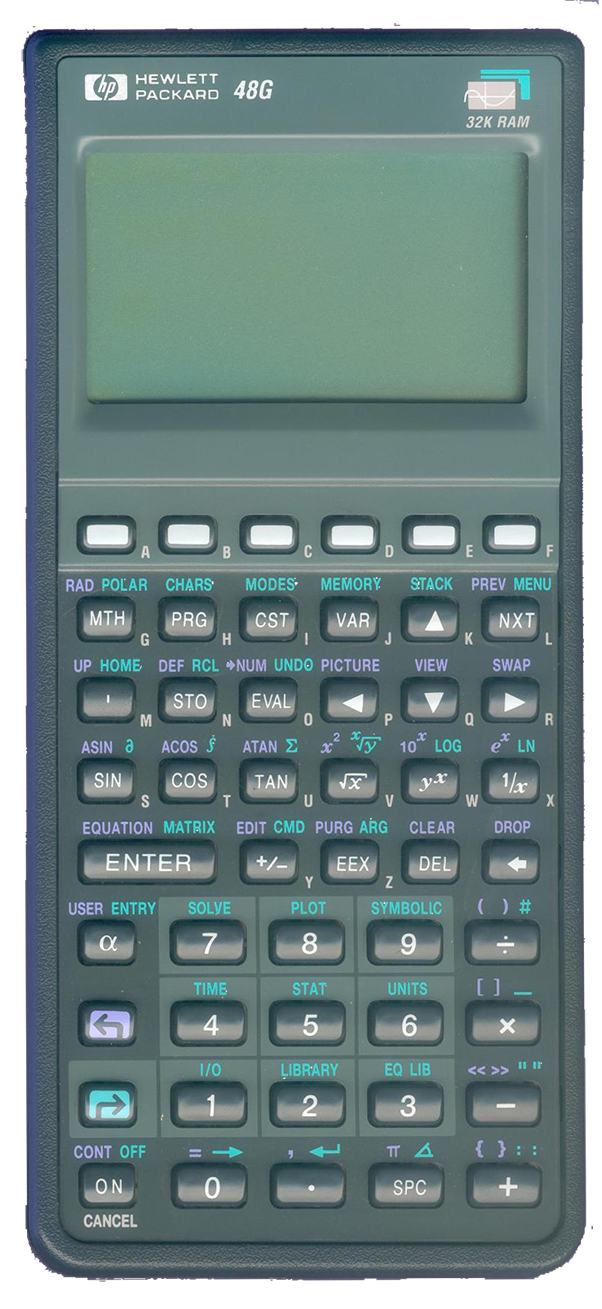 hp HEWLETT PACKARD 48G
32K RAM
A B C D E F
RAD POLAR CHARS MODES MEMORY STACK PREV MENU
MTH G PRG H CST I VAR J ▲ K NXT L
UP HOME DEF RCL →NUM UNDO PICTURE VIEW SWAP
' M STO N EVAL O ◀ P ▼ Q ▶ R
ASIN ∂ ACOS ∫ ATAN Σ x² ˣ√y 10ˣ LOG eˣ LN
SIN S COS T TAN U √x V yˣ W 1/x X
EQUATION MATRIX EDIT CMD PURG ARG CLEAR DROP
ENTER +/− Y EEX Z DEL ←
USER ENTRY SOLVE PLOT SYMBOLIC ( ) #
α 7 8 9 ÷
TIME STAT UNITS [ ] _
↰ 4 5 6 ×
I/O LIBRARY EQ LIB << >> " "
↱ 1 2 3 −
CONT OFF = → , ↵ π ∡ { } : :
ON 0 . SPC +
CANCEL